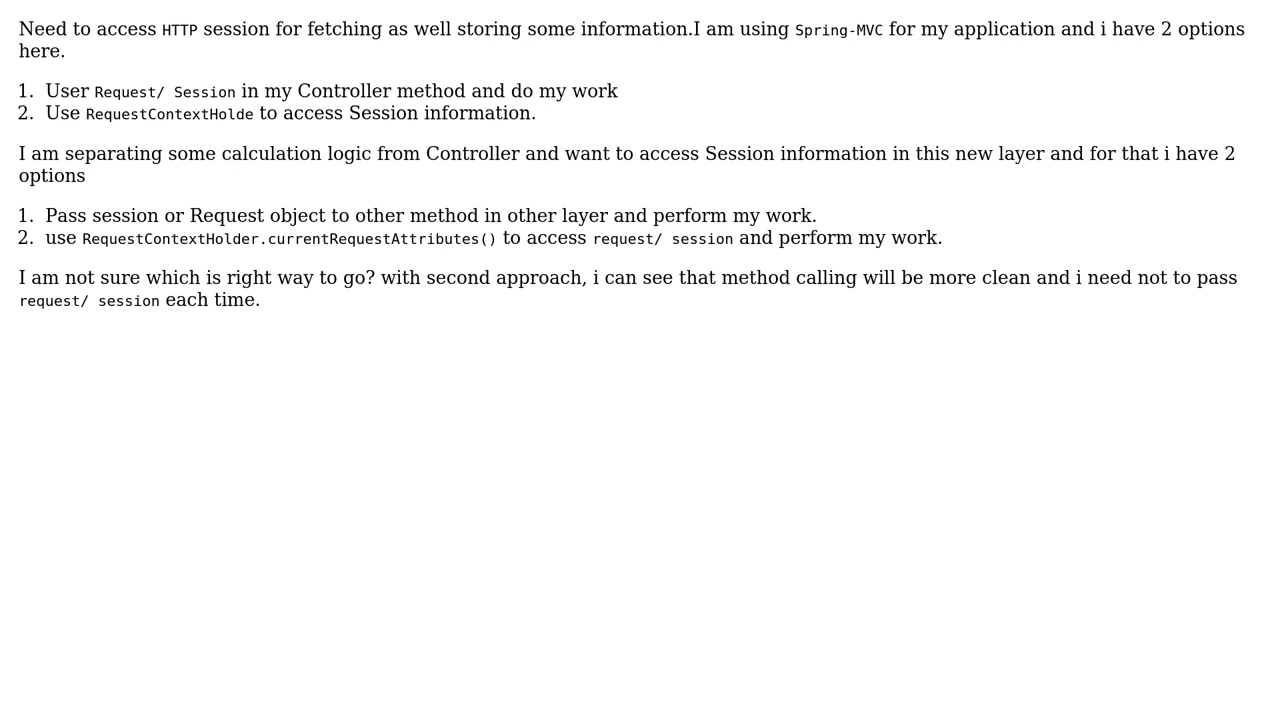 Need to access HTTP session for fetching as well storing some information.I am using Spring-MVC for my application and i have 2 options
here.
1. User Request/ Session in my Controller method and do my work
2. Use RequestContextHolde to access Session information.
I am separating some calculation logic from Controller and want to access Session information in this new layer and for that i have 2
options
1. Pass session or Request object to other method in other layer and perform my work.
2. use RequestContextHolder.currentRequestAttributes() to access request/ session and perform my work.
I am not sure which is right way to go? with second approach, i can see that method calling will be more clean and i need not to pass
request/ session each time.